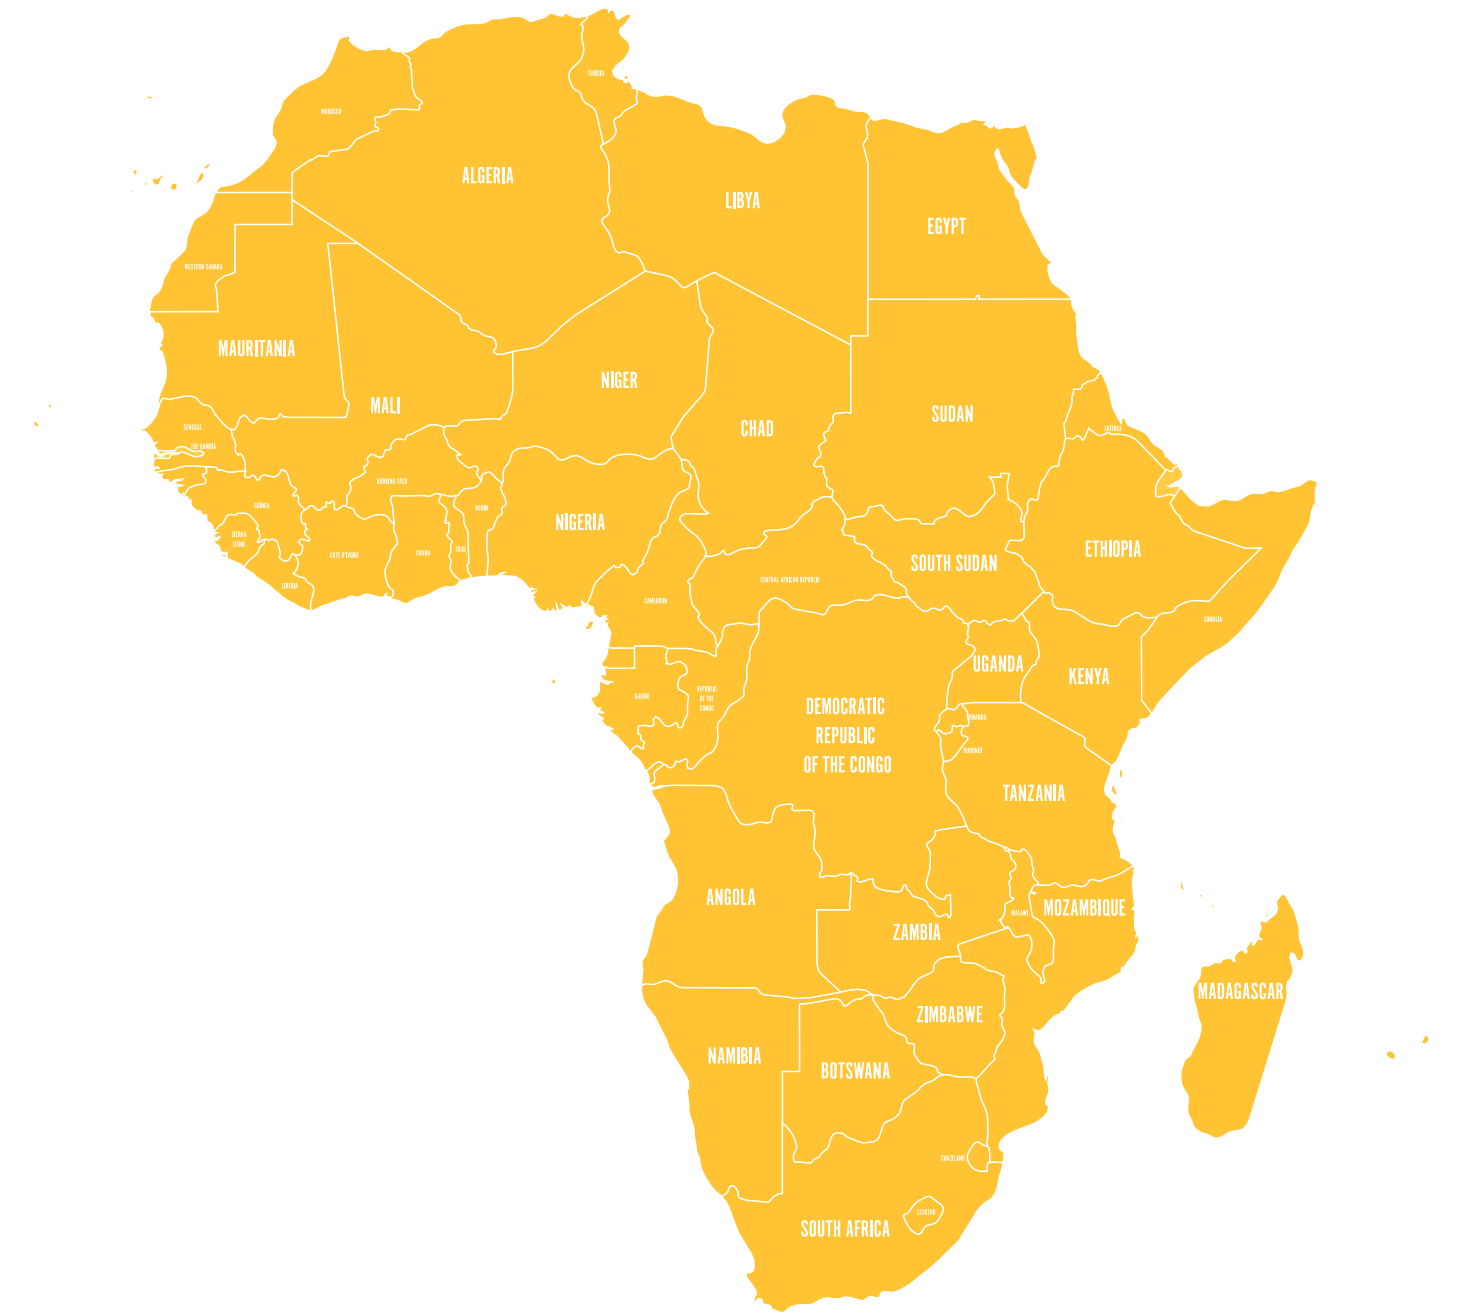 TUNISIA
MOROCCO
ALGERIA
LIBYA
EGYPT
WESTERN SAHARA
MAURITANIA
NIGER
MALI
SUDAN
CHAD
SENEGAL
ERITREA
THE GAMBIA
BURKINA FASO
GUINEA
BENIN
NIGERIA
SIERRA
LEONE
COTE D'IVOIRE
GHANA
TOGO
ETHIOPIA
SOUTH SUDAN
CENTRAL AFRICAN REPUBLIC
LIBERIA
CAMEROON
SOMALIA
UGANDA
KENYA
GABON
REPUBLIC
OF THE
CONGO
DEMOCRATIC
REPUBLIC
OF THE CONGO
RWANDA
BURUNDI
TANZANIA
ANGOLA
MALAWI
MOZAMBIQUE
ZAMBIA
MADAGASCAR
ZIMBABWE
NAMIBIA
BOTSWANA
SWAZILAND
LESOTHO
SOUTH AFRICA